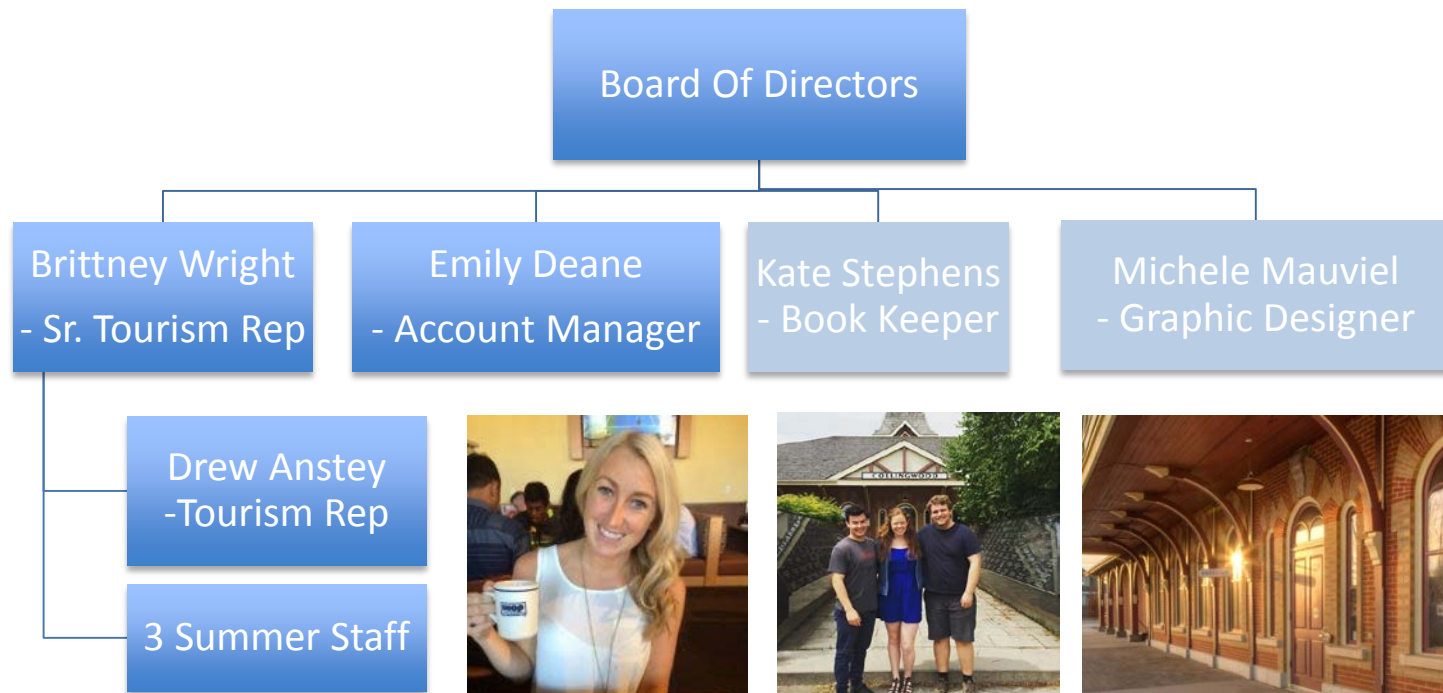 Board Of Directors
Brittney Wright
- Sr. Tourism Rep
Emily Deane
- Account Manager
Kate Stephens
- Book Keeper
Michele Mauviel
- Graphic Designer
Drew Anstey
-Tourism Rep
3 Summer Staff
COLLINGWOOD